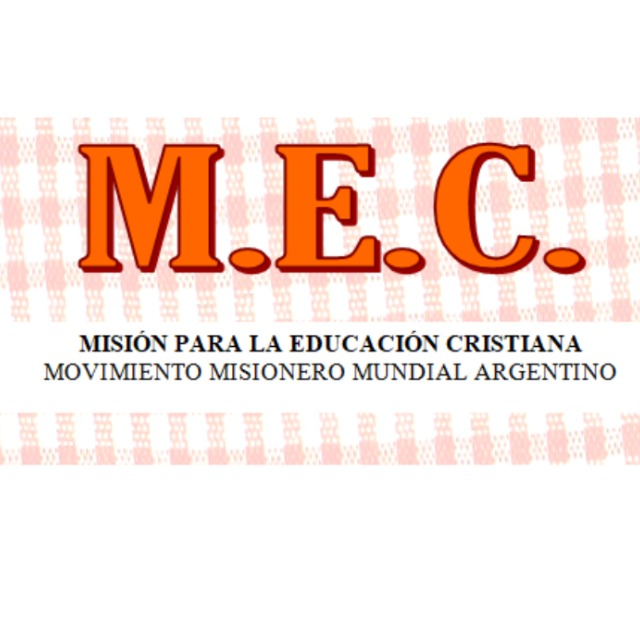 M.E.C.
MISIÓN PARA LA EDUCACIÓN CRISTIANA
MOVIMIENTO MISIONERO MUNDIAL ARGENTINO